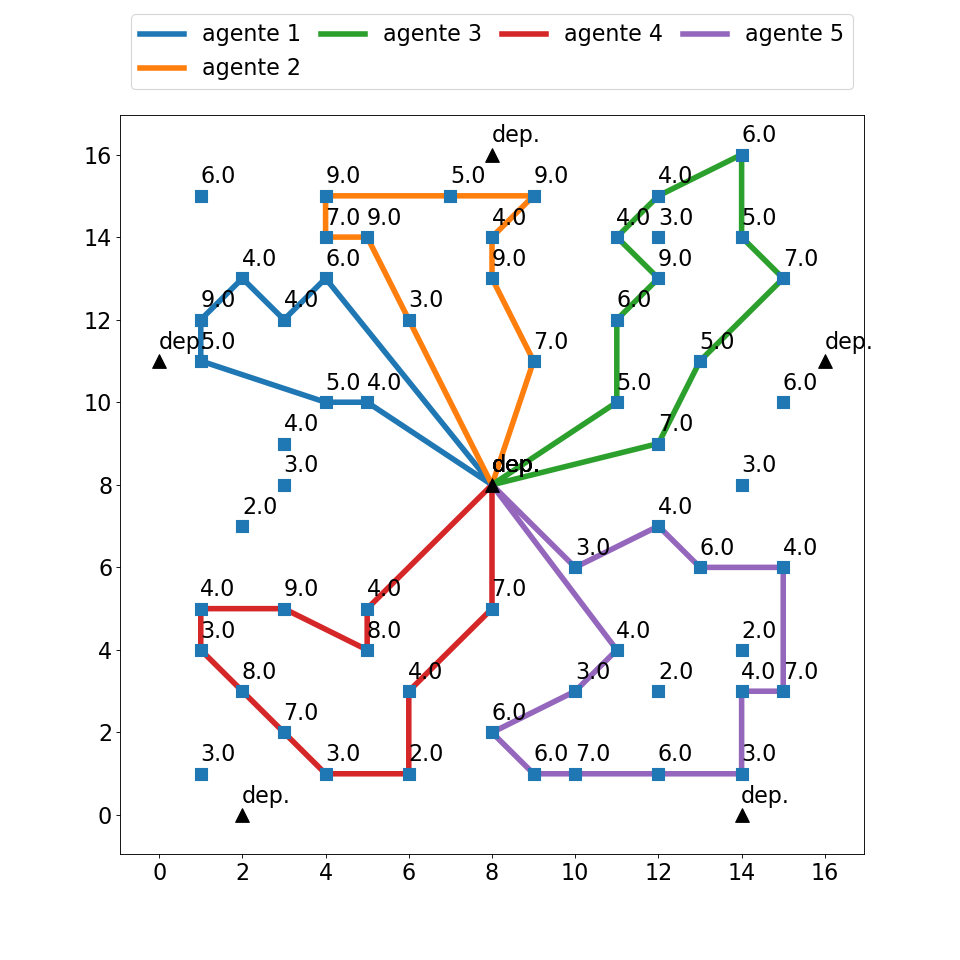 agente 1 agente 3 agente 4 agente 5
agente 2
dep.
16 6.0
6.0 9.0 5.0 9.0 4.0
14 7.0 9.0 4.0 4.0 3.0 5.0
4.0 6.0 9.0 9.0 7.0
12 9.0 4.0 3.0 6.0
dep. 5.0 7.0 5.0 dep.
10 5.0 4.0 5.0 6.0
4.0 7.0
8 3.0 dep. 3.0
2.0 4.0
6 3.0 6.0 4.0
4.0 9.0 4.0 7.0
4 3.0 8.0 4.0 2.0
8.0 4.0 3.0 2.0 4.0 7.0
2 7.0 6.0
3.0 3.0 2.0 6.0 7.0 6.0 3.0
0 dep. dep.
0 2 4 6 8 10 12 14 16